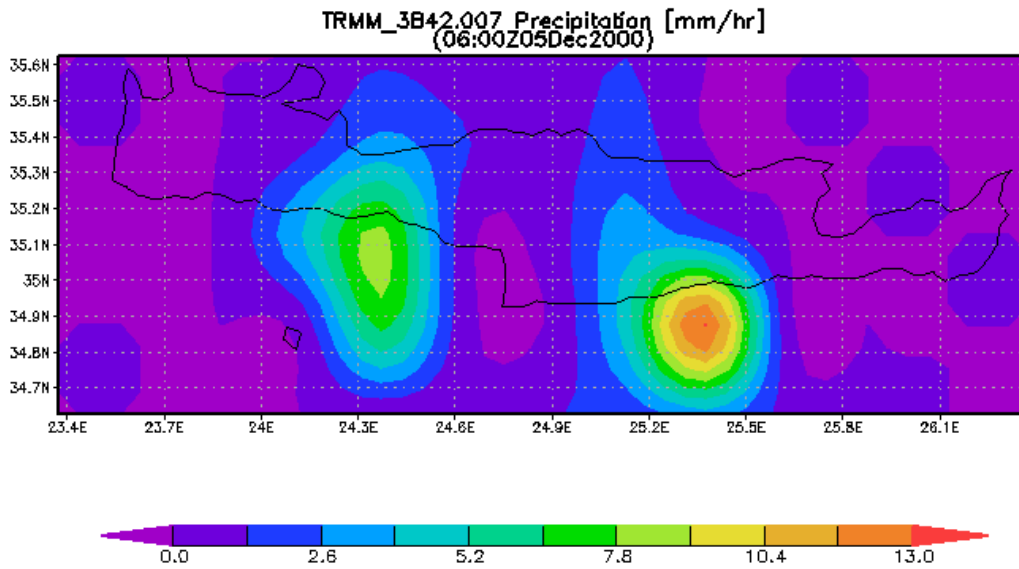 TRMM_3B42.007 Precipitation [mm/hr]
(06:00Z05Dec2000)
35.6N
35.5N
35.4N
35.3N
35.2N
35.1N
35N
34.9N
34.8N
34.7N
23.4E 23.7E 24E 24.3E 24.6E 24.9E 25.2E 25.5E 25.8E 26.1E
0.0 2.6 5.2 7.8 10.4 13.0